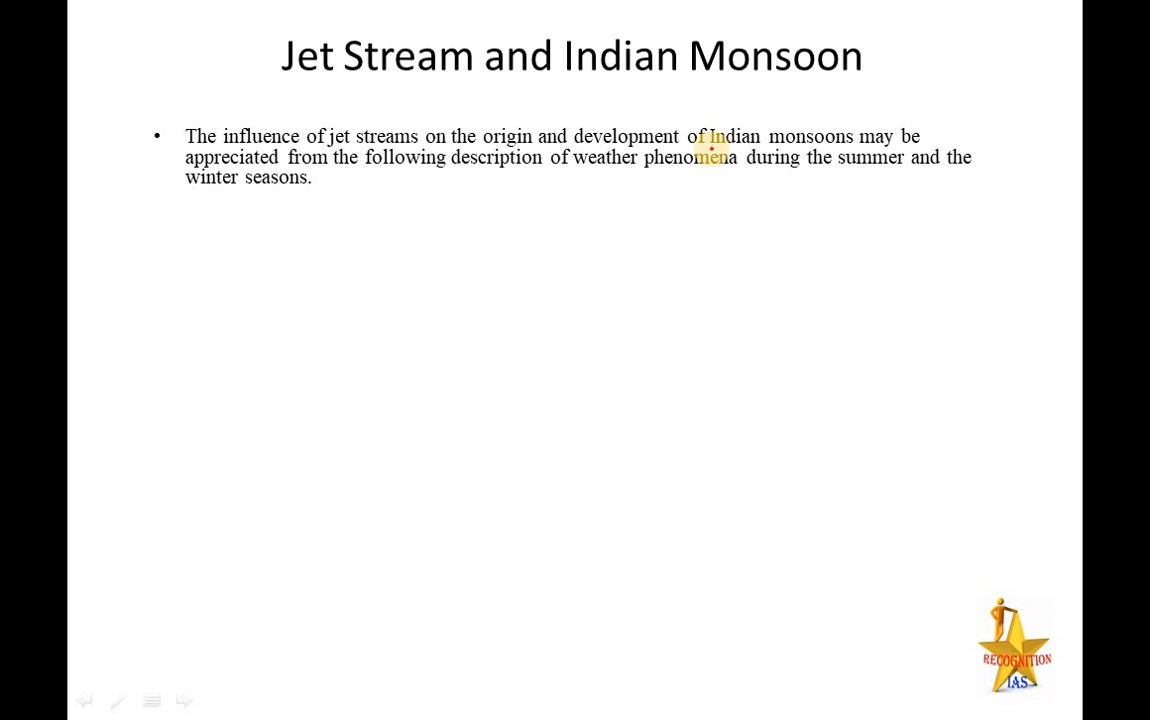 Jet Stream and Indian Monsoon
• The influence of jet streams on the origin and development of Indian monsoons may be
appreciated from the following description of weather phenomena during the summer and the
winter seasons.
RECOGNITION
IAS